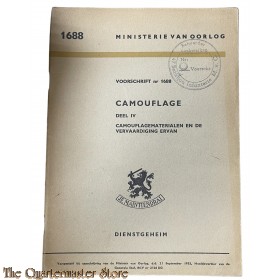 1688
MINISTERIE VAN OORLOG
VOORSCHRIFT nr 1688
CAMOUFLAGE
DEEL IV
CAMOUFLAGEMATERIALEN EN DE
VERVAARDIGING ERVAN
JE MAINTIENDRAI
DIENSTGEHEIM
The Quartermaster Store